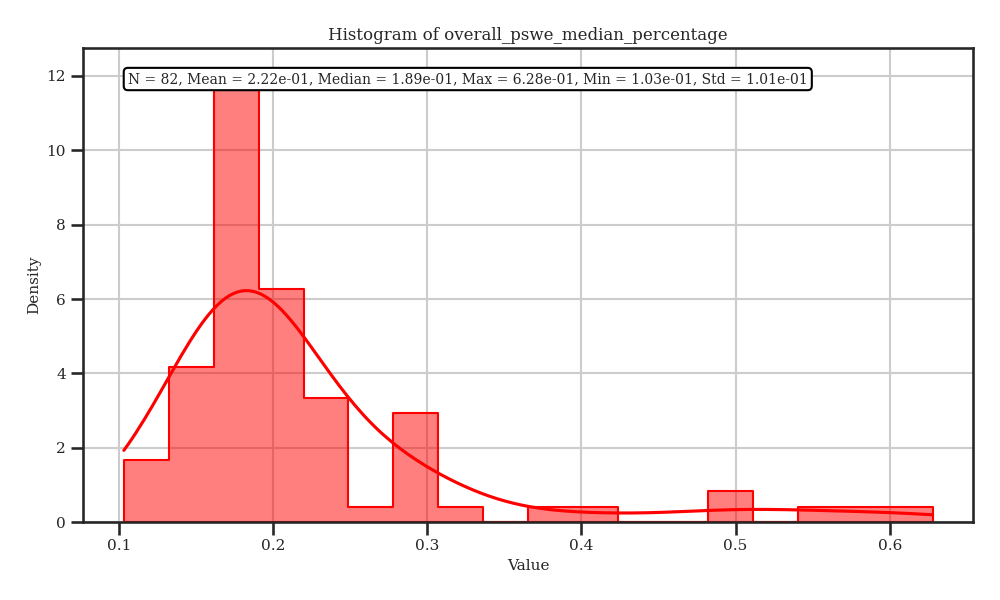 Histogram of overall_pswe_median_percentage
N = 82, Mean = 2.22e-01, Median = 1.89e-01, Max = 6.28e-01, Min = 1.03e-01, Std = 1.01e-01
12
10
8
6
4
2
0
Density
0.1 0.2 0.3 0.4 0.5 0.6
Value